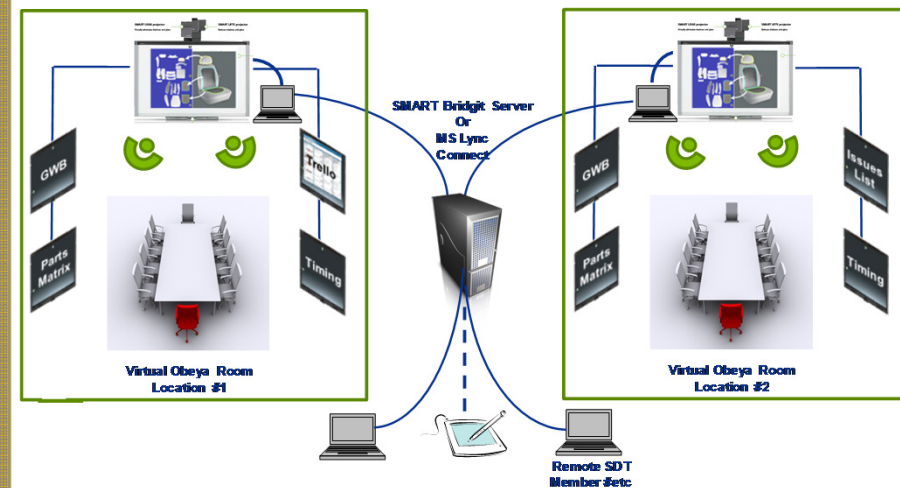 SMART Bridgit Server
Or
MS Lync
Connect
GWB
Trello
Parts
Matrix
Timing
Virtual Obeya Room
Location #1
GWB
Issues
List
Parts
Matrix
Timing
Virtual Obeya Room
Location #2
Remote SDT
Member #etc